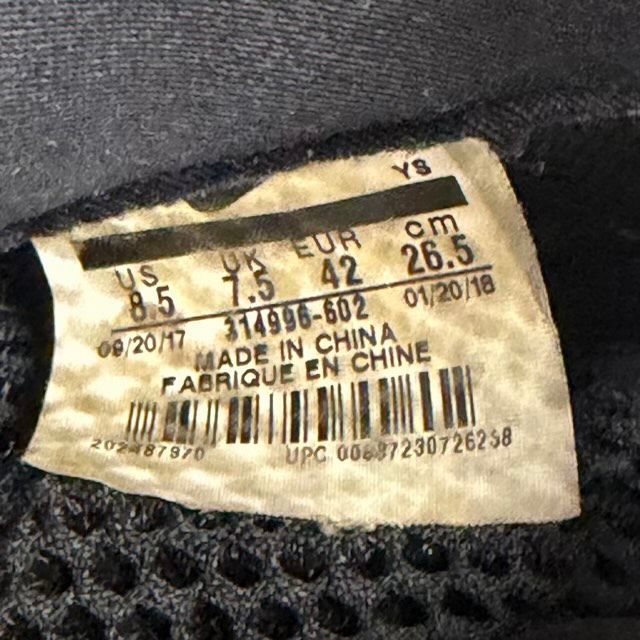 YS
US UK EUR cm
8.5 7.5 42 26.5
09/20/17 314996-602 01/20/18
MADE IN CHINA
FABRIQUE EN CHINE
UPC